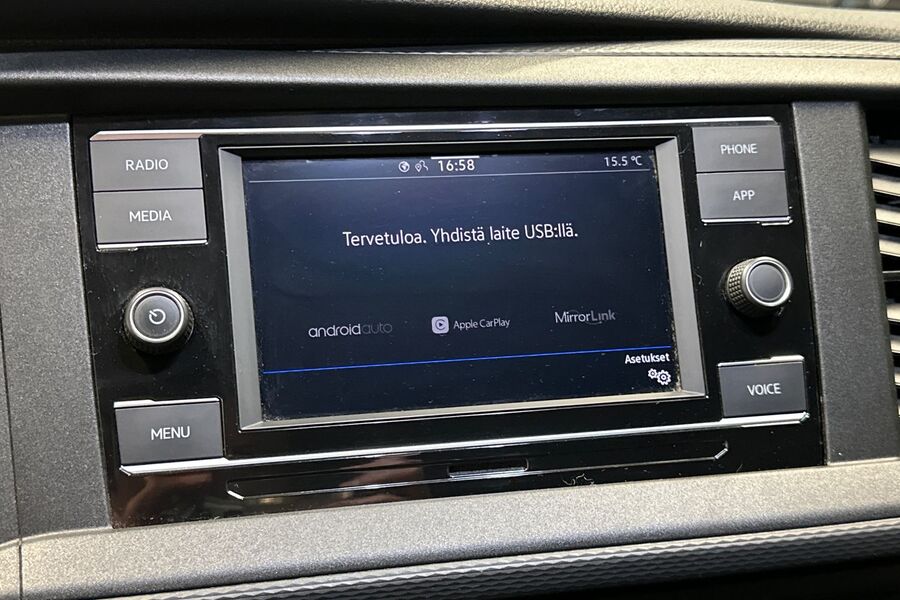 RADIO
MEDIA
MENU
16:58
15.5 °C
Tervetuloa. Yhdistä laite USB:llä.
androidauto
Apple CarPlay
MirrorLink
Asetukset
PHONE
APP
VOICE